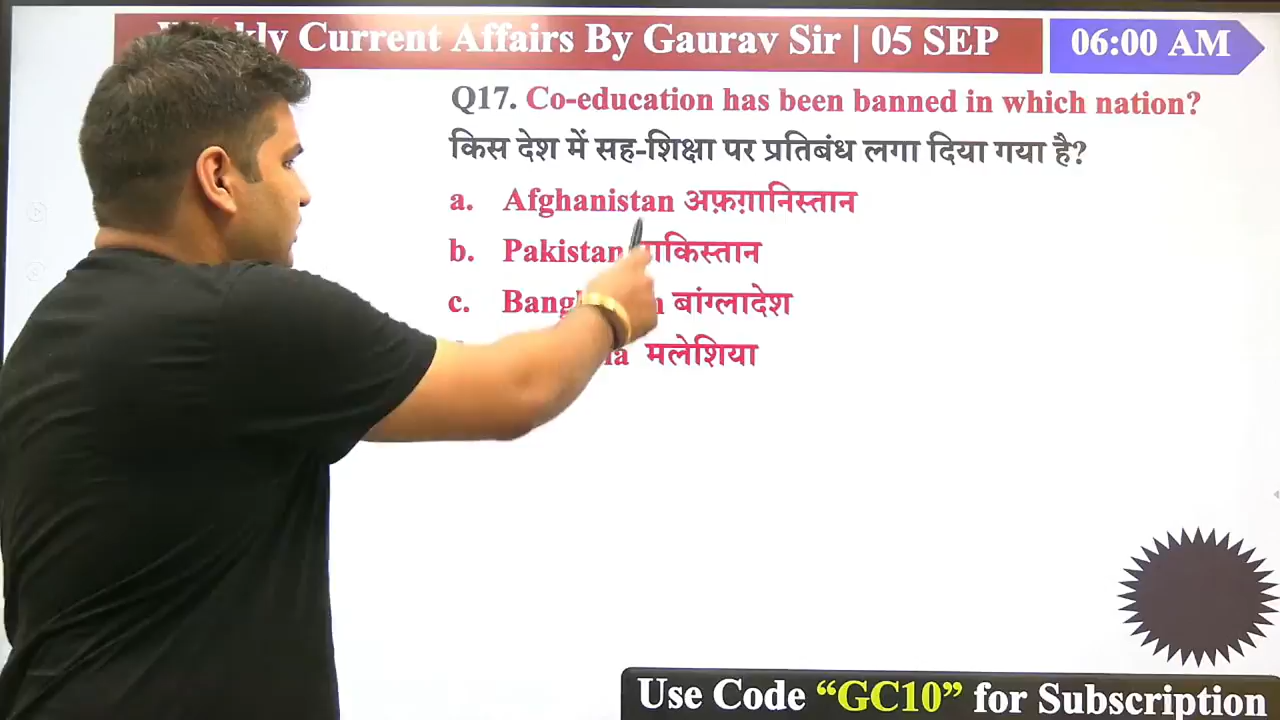 Weekly Current Affairs By Gaurav Sir | 05 SEP
06:00 AM
Q17. Co-education has been banned in which nation?
किस देश में सह-शिक्षा पर प्रतिबंध लगा दिया गया है?
a. Afghanistan अफ़ग़ानिस्तान
b. Pakistan पाकिस्तान
c. बांग्लादेश
मलेशिया
Use Code “GC10” for Subscription